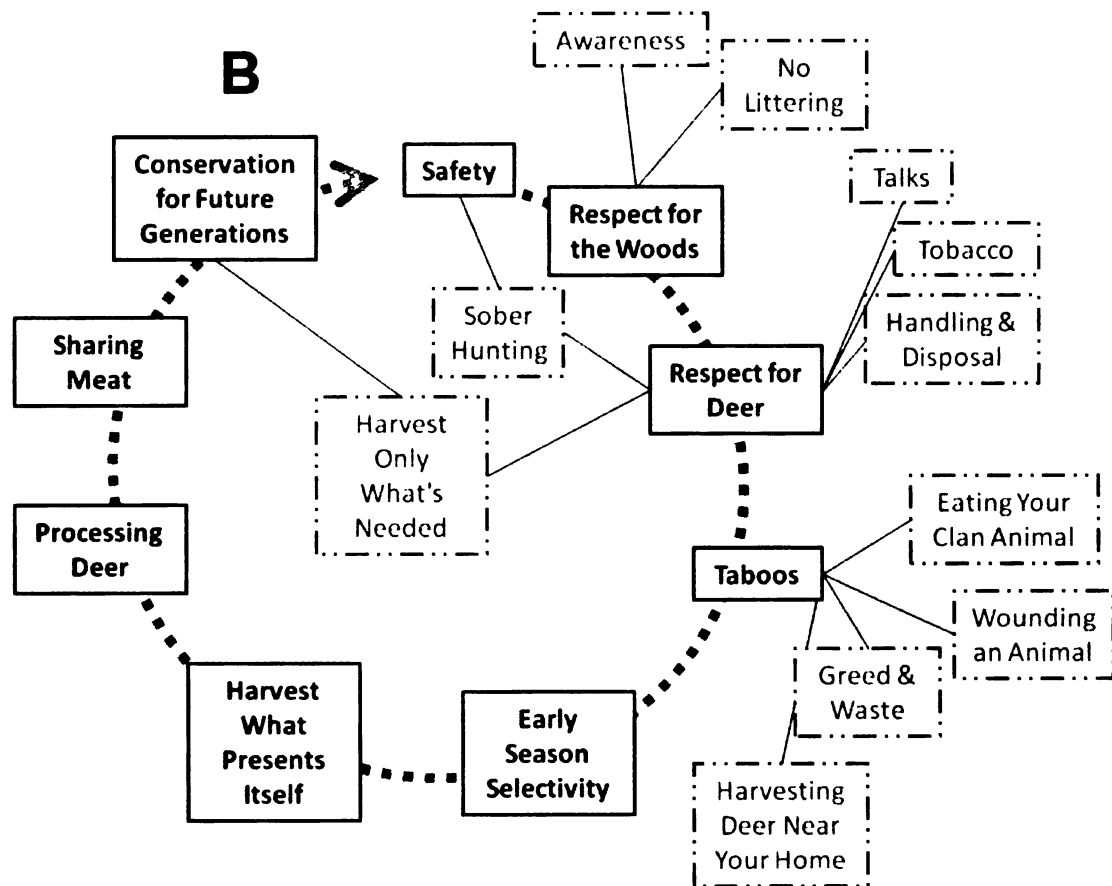 B
Awareness
No
Littering
Conservation
for Future
Generations
Safety
Respect for
the Woods
Talks
Tobacco
Handling &
Disposal
Sober
Hunting
Sharing
Meat
Respect for
Deer
Harvest
Only
What's
Needed
Processing
Deer
Taboos
Eating Your
Clan Animal
Wounding
an Animal
Greed &
Waste
Harvest
What
Presents
Itself
Early
Season
Selectivity
Harvesting
Deer Near
Your Home